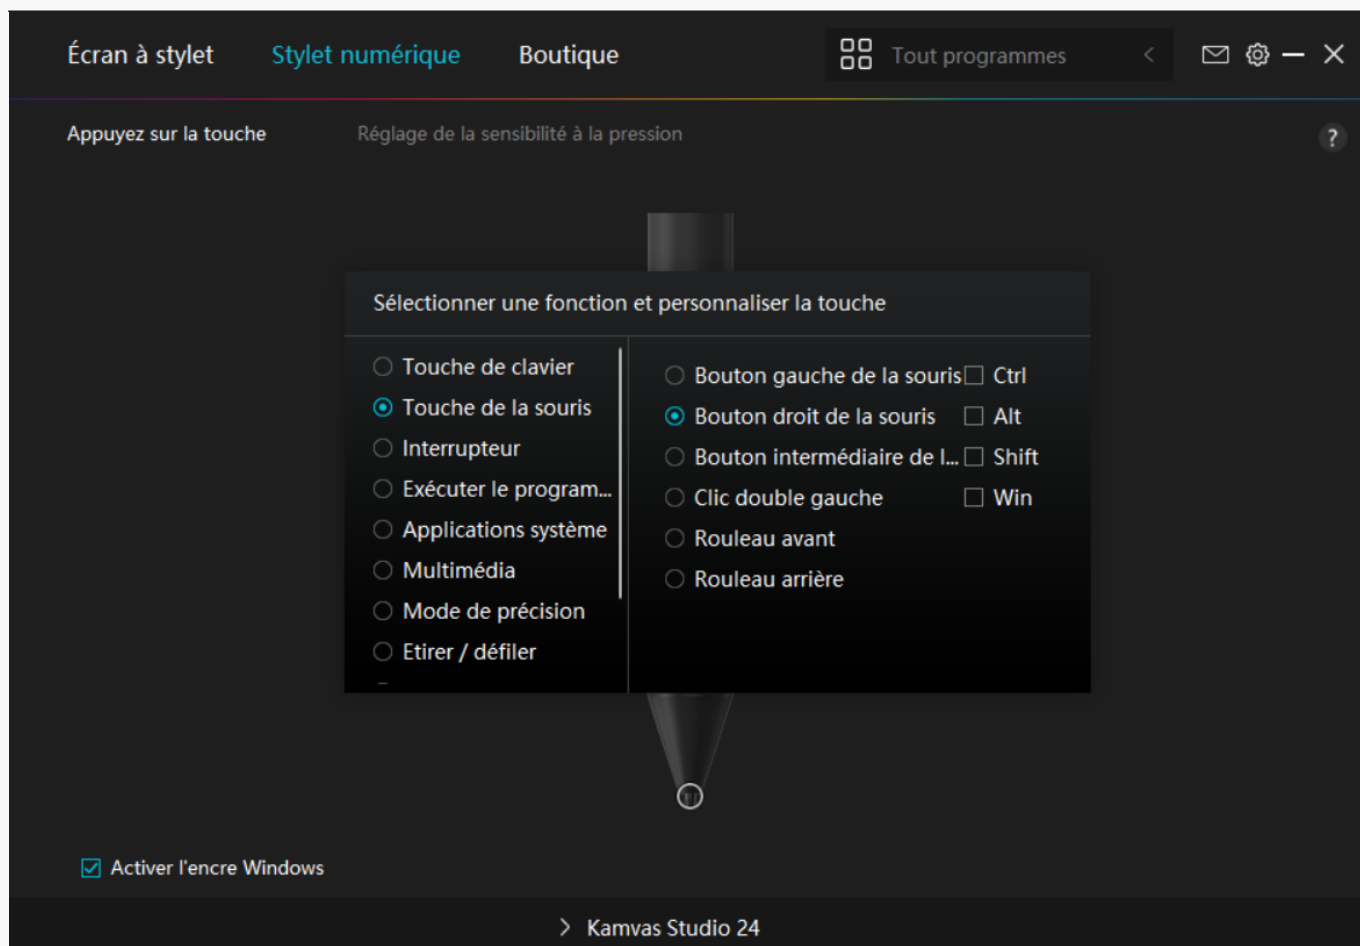 Écran à stylet Stylet numérique Boutique Tout programmes
Appuyez sur la touche Réglage de la sensibilité à la pression ?
Sélectionner une fonction et personnaliser la touche
Touche de clavier
Touche de la souris
Interrupteur
Exécuter le program...
Applications système
Multimédia
Mode de précision
Etirer / défiler
Bouton gauche de la souris Ctrl
Bouton droit de la souris Alt
Bouton intermédiaire de l... Shift
Clic double gauche Win
Rouleau avant
Rouleau arrière
Activer l'encre Windows
Kamvas Studio 24